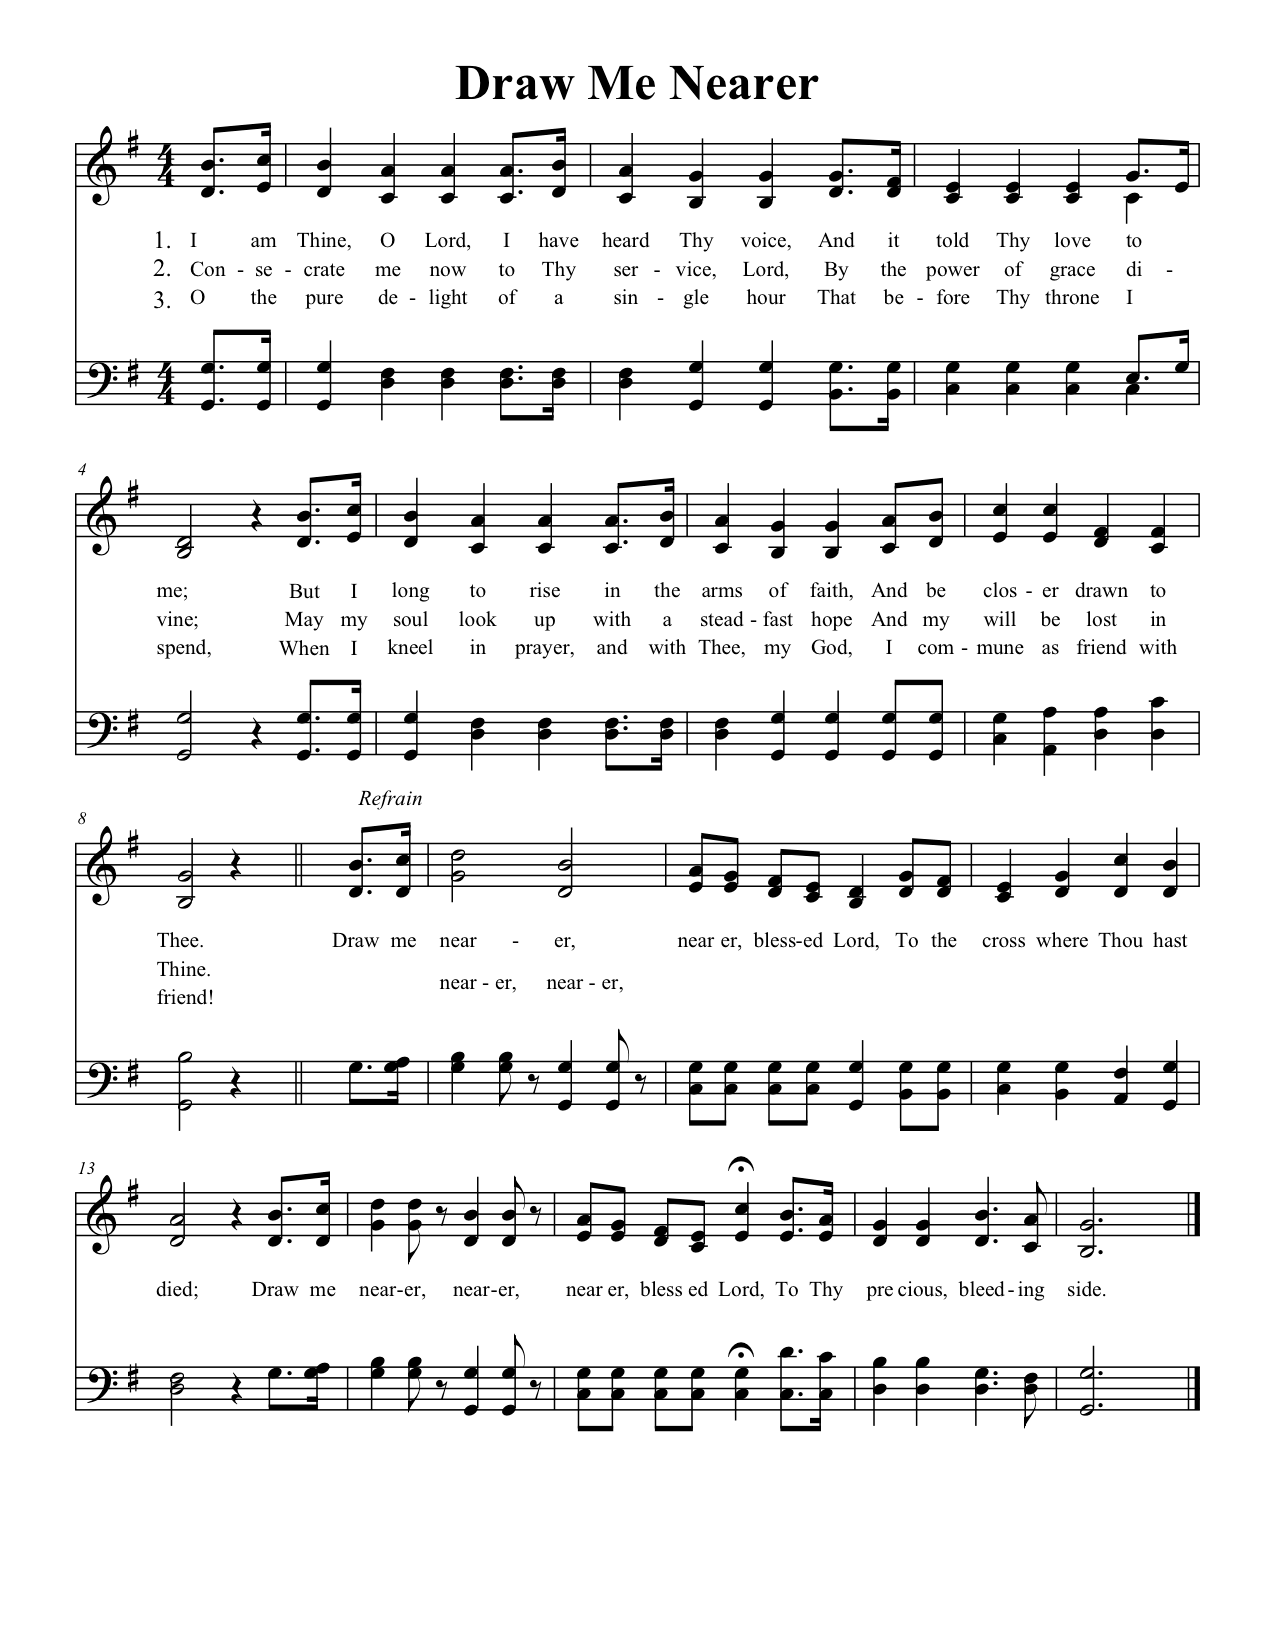 Draw Me Nearer
4
4
1. I am Thine, O Lord, I have heard Thy voice, And it told Thy love to
2. Con - se - crate me now to Thy ser - vice, Lord, By the power of grace di -
3. O the pure de - light of a sin - gle hour That be - fore Thy throne I
4
4
4
me; But I long to rise in the arms of faith, And be clos - er drawn to
vine; May my soul look up with a stead - fast hope And my will be lost in
spend, When I kneel in prayer, and with Thee, my God, I com - mune as friend with
Refrain
8
Thee. Draw me near - er, near er, bless-ed Lord, To the cross where Thou hast
Thine.
near - er, near - er,
friend!
13
died; Draw me near-er, near-er, near er, bless ed Lord, To Thy pre cious, bleed-ing side.